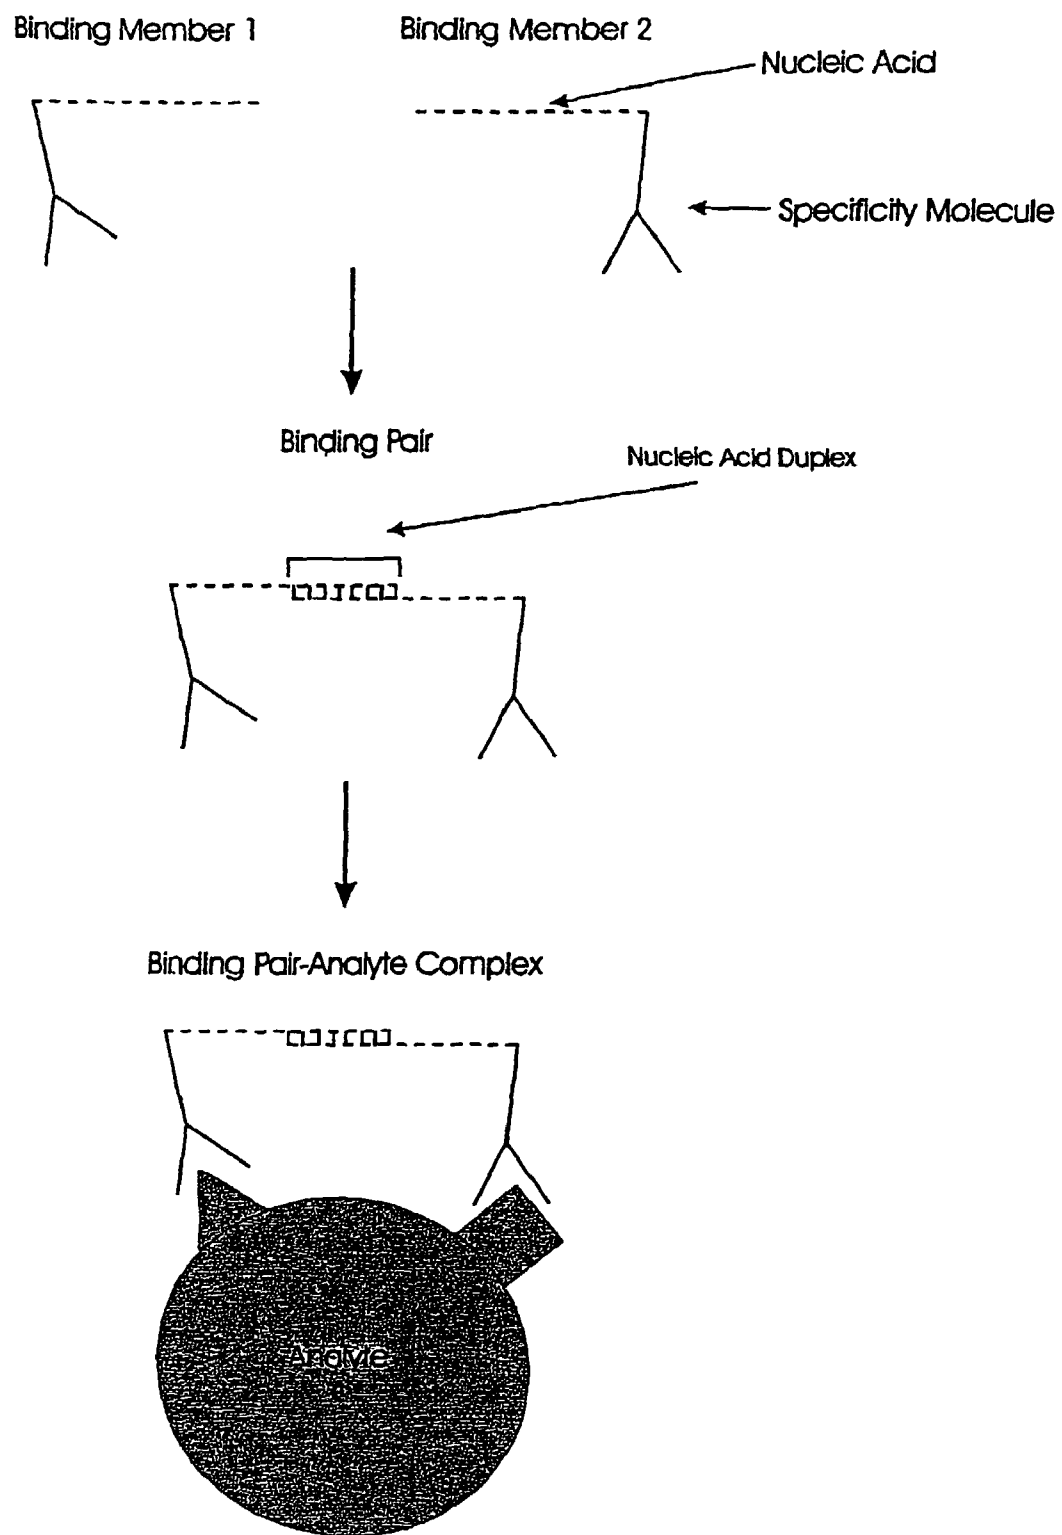 Binding Member 1
Binding Member 2
Nucleic Acid
Specificity Molecule
Binding Pair
Nucleic Acid Duplex
Binding Pair-Analyte Complex
Analyte